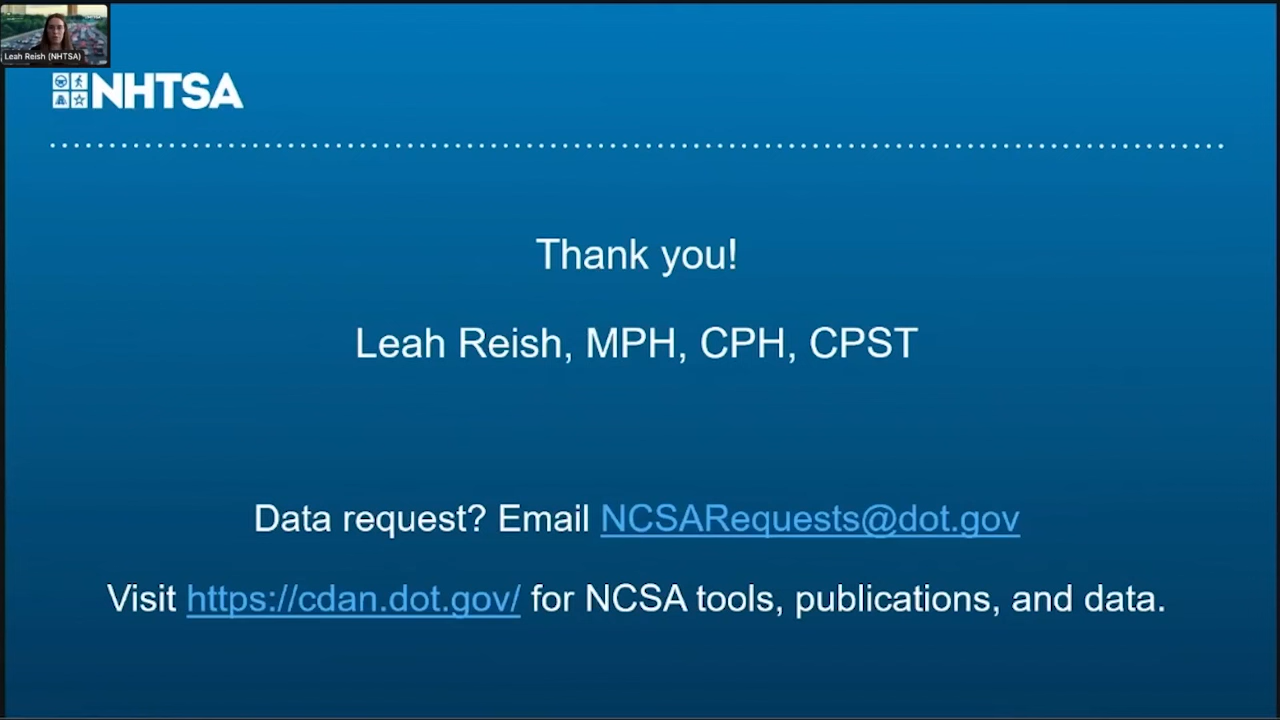 Leah Reish (NHTSA)
NHTSA
Thank you!
Leah Reish, MPH, CPH, CPST
Data request? Email NCSARequests@dot.gov
Visit https://cdan.dot.gov/ for NCSA tools, publications, and data.